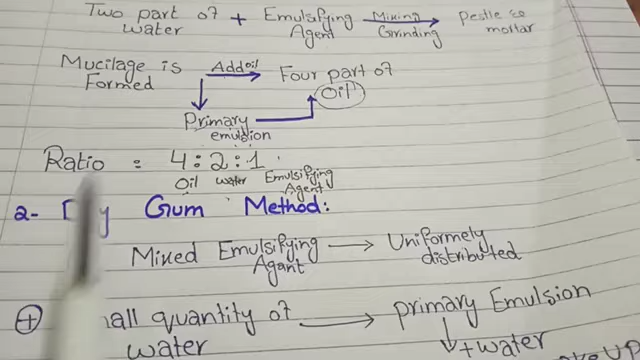 Two part of water + Emulsifying Agent Mixing Grinding Pestle &
mortar
Mucilage is Formed Add oil Four part of
Oil
Primary
emulsion
Ratio = 4:2:1
Oil water Emulsifying
Agent
2- Gum Method:
Mixed Emulsifying Agent Uniformely
distributed
+ quantity of water primary Emulsion
+water